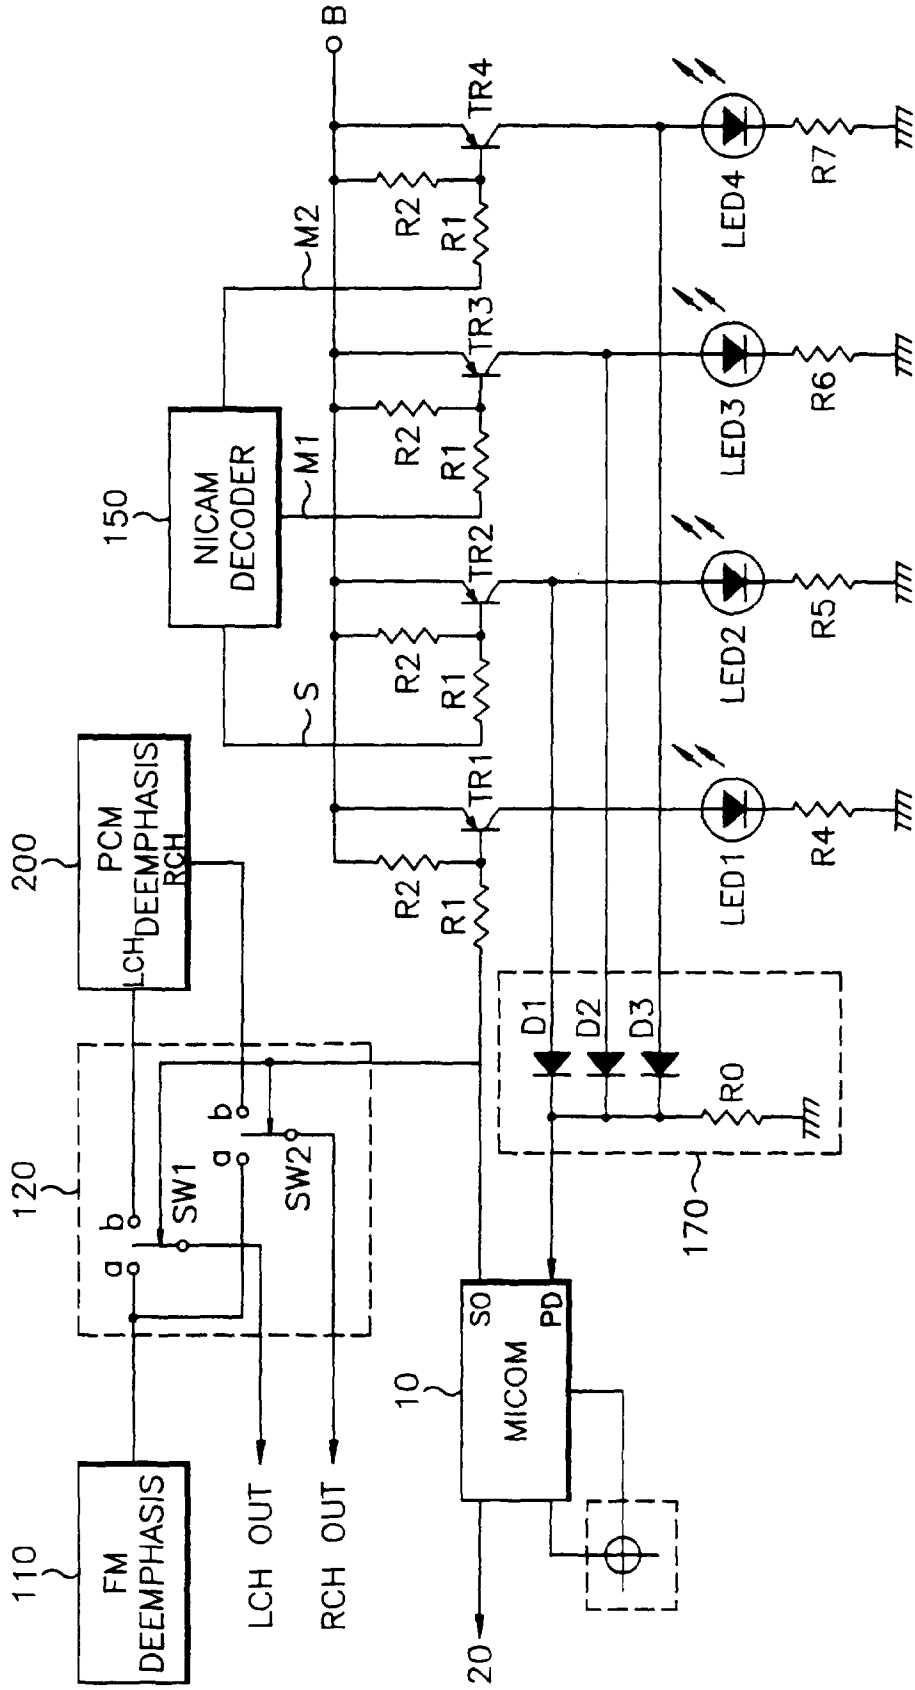 110
FM
DEEMPHASIS
120
a
b
SW1
a
b
SW2
LCH OUT
RCH OUT
200
PCM
LCH DEEMPHASIS
RCH
150
NICAM
DECODER
S
M1
M2
B
10
MICOM
SO
PD
20
R1
R2
TR1
R1
R2
TR2
R1
R2
TR3
R1
R2
TR4
D1
D2
D3
R0
170
LED1
R4
LED2
R5
LED3
R6
LED4
R7